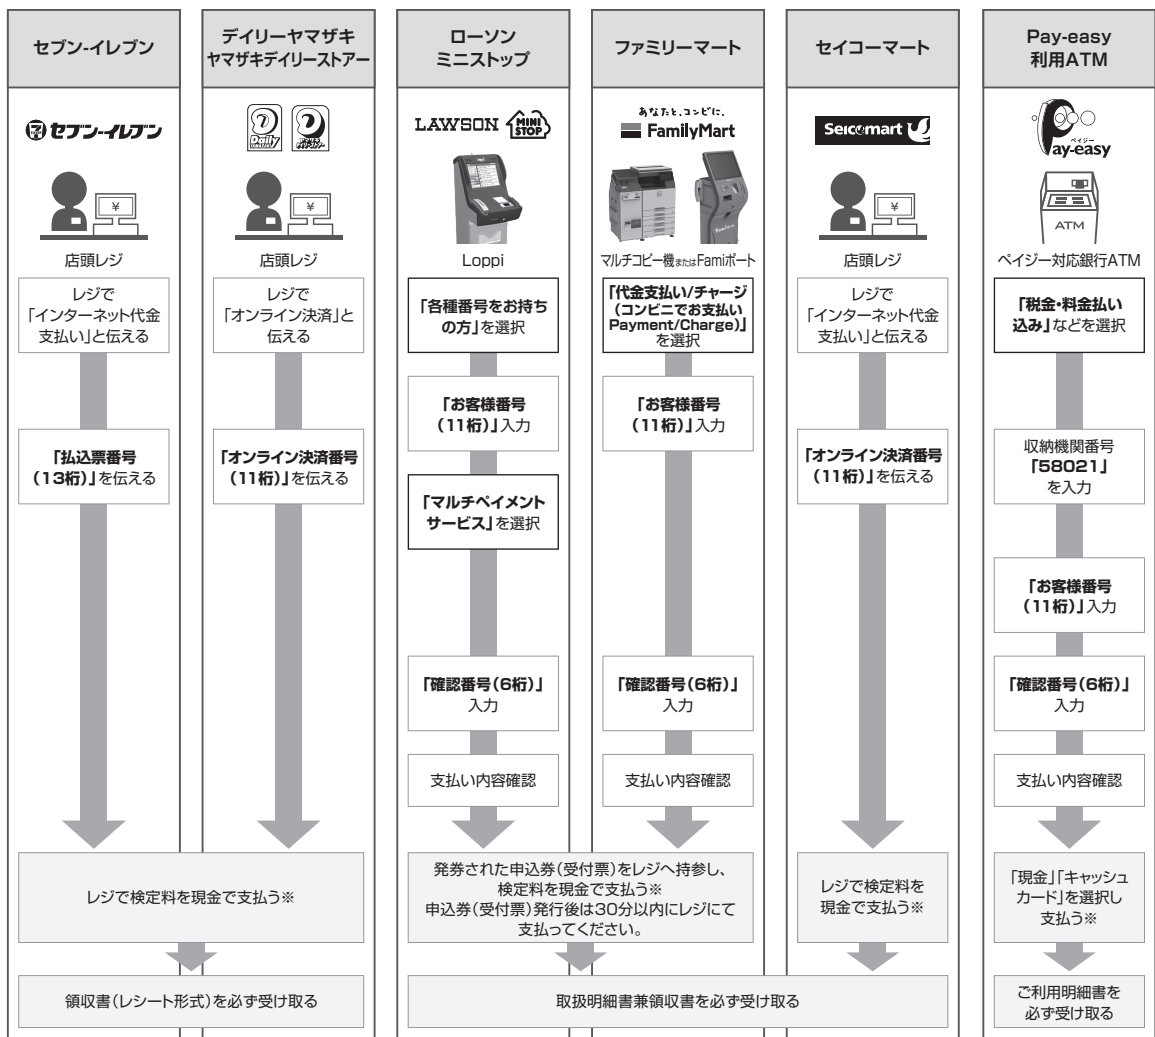 セブン-イレブン
デイリーヤマザキ
ヤマザキデイリーストアー
ローソン
ミニストップ
ファミリーマート
セイコーマート
Pay-easy
利用ATM
セブン-イレブン
Daily
LAWSON
MINI
STOP
あなたと、コンビに、
FamilyMart
Seicomart
ペイジー
Pay-easy
¥
¥
¥
ATM
店頭レジ
店頭レジ
Loppi
マルチコピー機またはFamiポート
店頭レジ
ペイジー対応銀行ATM
レジで
「インターネット代金
支払い」と伝える
レジで
「オンライン決済」と
伝える
「各種番号をお持ち
の方」を選択
「代金支払い/チャージ
(コンビニでお支払い
Payment/Charge)」
を選択
レジで
「インターネット代金
支払い」と伝える
「税金・料金払い
込み」などを選択
「お客様番号
(11桁)」入力
「お客様番号
(11桁)」入力
「払込票番号
(13桁)」を伝える
「オンライン決済番号
(11桁)」を伝える
「マルチペイメント
サービス」を選択
「オンライン決済番号
(11桁)」を伝える
収納機関番号
「58021」
を入力
「お客様番号
(11桁)」入力
「確認番号(6桁)」
入力
「確認番号(6桁)」
入力
「確認番号(6桁)」
入力
支払い内容確認
支払い内容確認
支払い内容確認
レジで検定料を現金で支払う※
発券された申込券(受付票)をレジへ持参し、
検定料を現金で支払う※
申込券(受付票)発行後は30分以内にレジにて
支払ってください。
レジで検定料を
現金で支払う※
「現金」「キャッシュ
カード」を選択し
支払う※
領収書(レシート形式)を必ず受け取る
取扱明細書兼領収書を必ず受け取る
ご利用明細書を
必ず受け取る